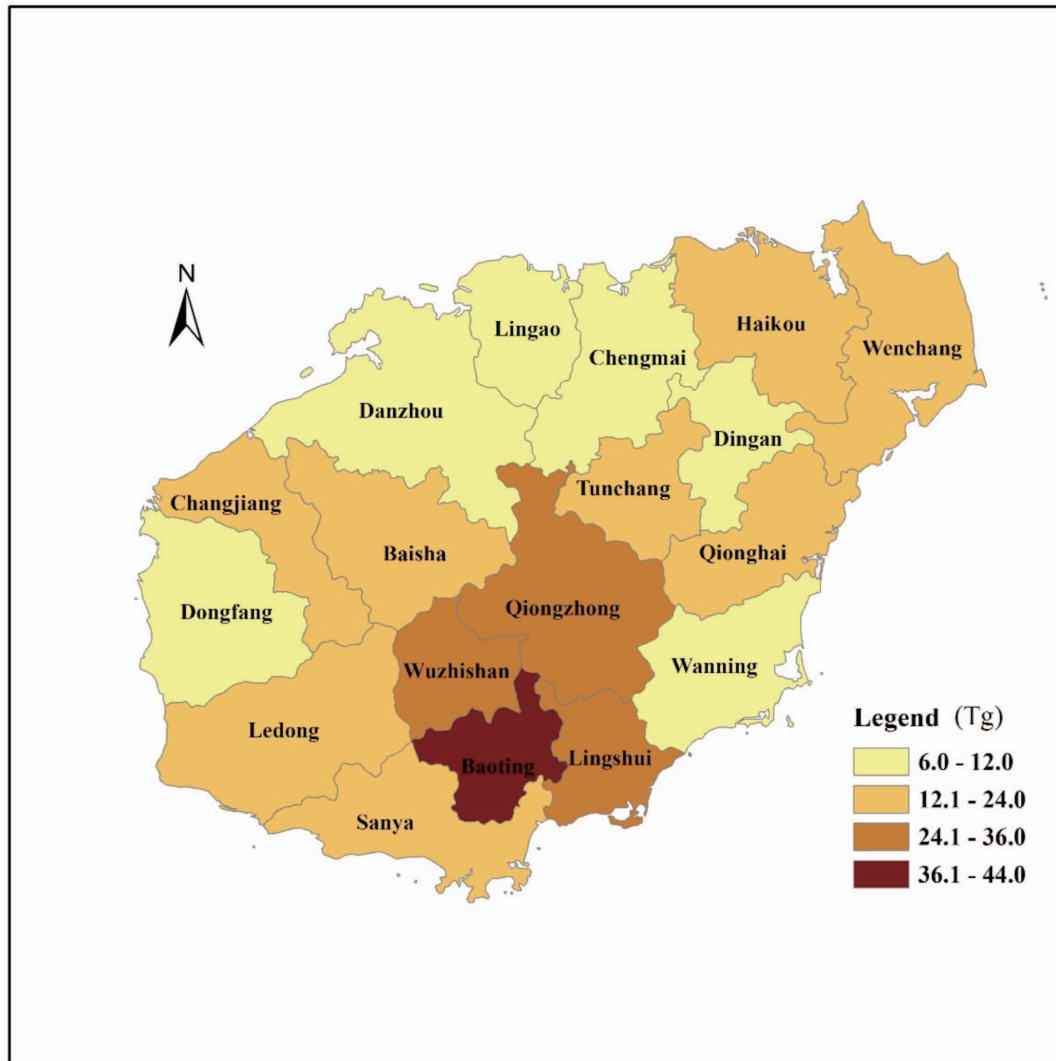 N
Lingao
Haikou
Chengmai
Wenchang
Danzhou
Dingan
Tunchang
Changjiang
Baisha
Qionghai
Dongfang
Qiongzhong
Wuzhishan
Wanning
Ledong
Baoting
Lingshui
Sanya
Legend (Tg)
6.0 - 12.0
12.1 - 24.0
24.1 - 36.0
36.1 - 44.0